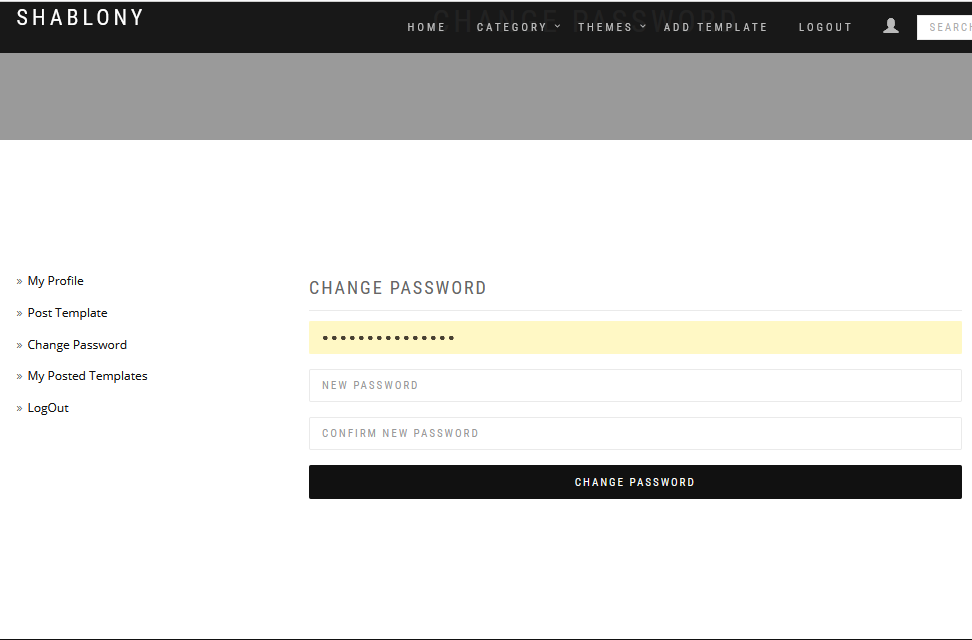 SHABLONY
CHANGE PASSWORD
HOME CATEGORY THEMES ADD TEMPLATE LOGOUT SEARCH
» My Profile
» Post Template
» Change Password
» My Posted Templates
» LogOut
CHANGE PASSWORD
•••••••••••••••
NEW PASSWORD
CONFIRM NEW PASSWORD
CHANGE PASSWORD